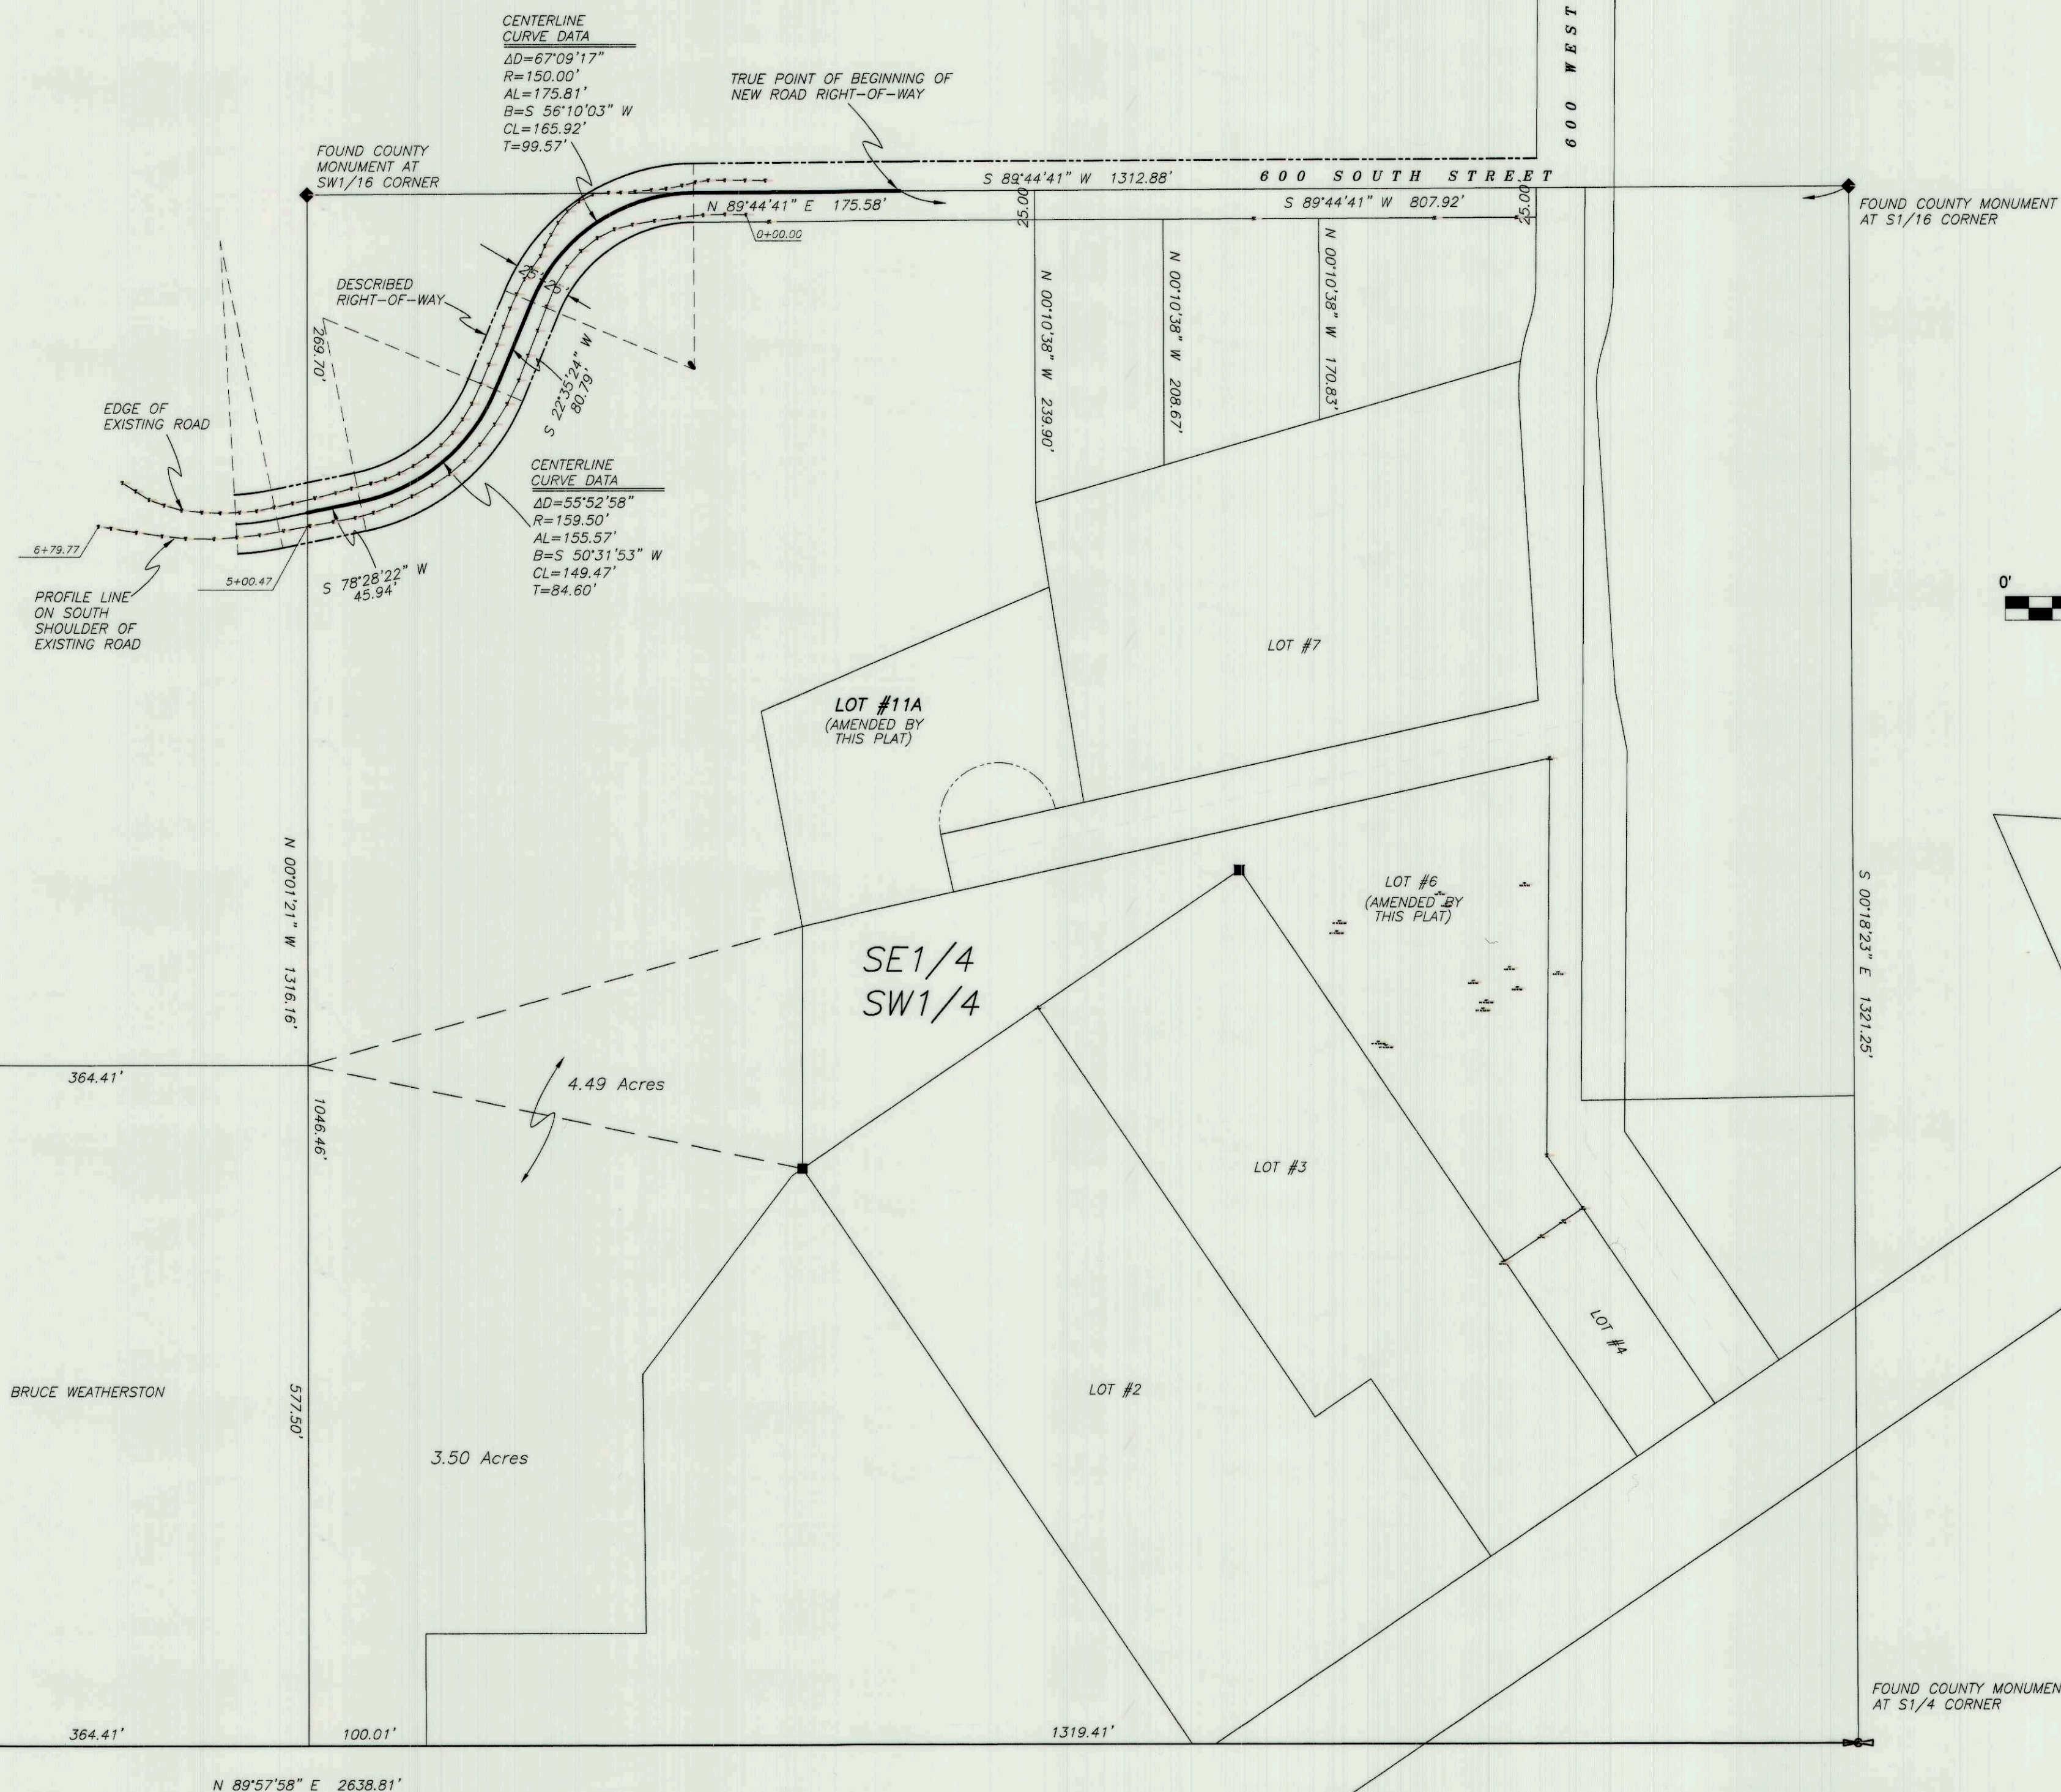 CENTERLINE
CURVE DATA
ΔD=67°09'17"
R=150.00'
AL=175.81'
B=S 56°10'03" W
CL=165.92'
T=99.57'
TRUE POINT OF BEGINNING OF
NEW ROAD RIGHT-OF-WAY
600 WEST
FOUND COUNTY
MONUMENT AT
SW1/16 CORNER
S 89°44'41" W 1312.88'
600 SOUTH STREET
N 89°44'41" E 175.58'
25.00'
S 89°44'41" W 807.92'
25.00'
FOUND COUNTY MONUMENT
AT S1/16 CORNER
0+00.00
25'
25'
DESCRIBED
RIGHT-OF-WAY
269.70'
N 00°10'38" W 239.90'
N 00°10'38" W 208.67'
N 00°10'38" W 170.83'
S 22°35'24" W
80.79'
EDGE OF
EXISTING ROAD
CENTERLINE
CURVE DATA
ΔD=55°52'58"
R=159.50'
AL=155.57'
B=S 50°31'53" W
CL=149.47'
T=84.60'
6+79.77
5+00.47
S 78°28'22" W
45.94'
PROFILE LINE
ON SOUTH
SHOULDER OF
EXISTING ROAD
0'
LOT #7
LOT #11A
(AMENDED BY
THIS PLAT)
N 00°01'21" W 1316.16'
LOT #6
(AMENDED BY
THIS PLAT)
S 00°18'23" E 1321.25'
SE1/4
SW1/4
364.41'
4.49 Acres
1046.46'
LOT #3
LOT #4
BRUCE WEATHERSTON
577.50'
LOT #2
3.50 Acres
FOUND COUNTY MONUMEN
AT S1/4 CORNER
364.41'
100.01'
1319.41'
N 89°57'58" E 2638.81'